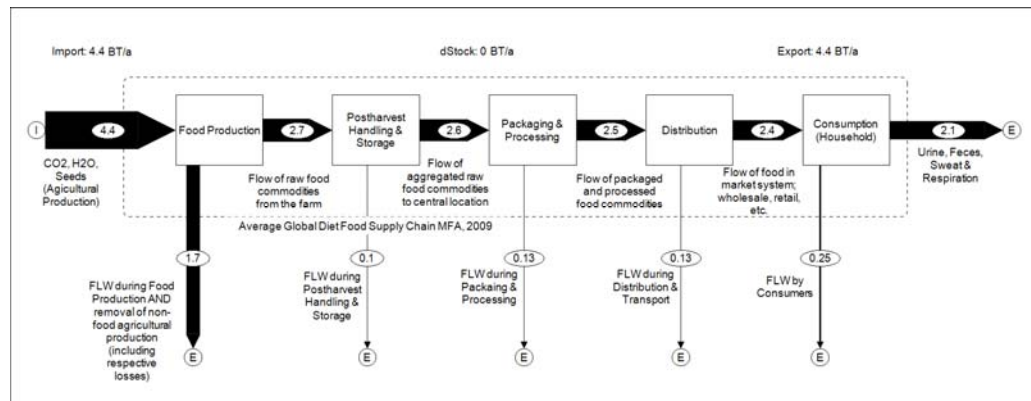 Import: 4.4 BT/a
dStock: 0 BT/a
Export: 4.4 BT/a
I
4.4
Food Production
2.7
Postharvest
Handling &
Storage
2.6
Packaging &
Processing
2.5
Distribution
2.4
Consumption
(Household)
2.1
E
CO2, H2O,
Seeds
(Agicultural
Production)
Flow of raw food
commodities
from the farm
Flow of
aggregated raw
food commodities
to central location
Flow of packaged
and processed
food commodities
Flow of food in
market system;
wholesale, retail,
etc.
Urine, Feces,
Sweat &
Respiration
Average Global Diet Food Supply Chain MFA, 2009
1.7
0.1
0.13
0.13
0.25
FLW during Food
Production AND
removal of non-
food agricultural
production
(including
respective
losses)
FLW during
Postharvest
Handling &
Storage
FLW during
Packaing &
Processing
FLW during
Distribution &
Transport
FLW by
Consumers
E
E
E
E
E